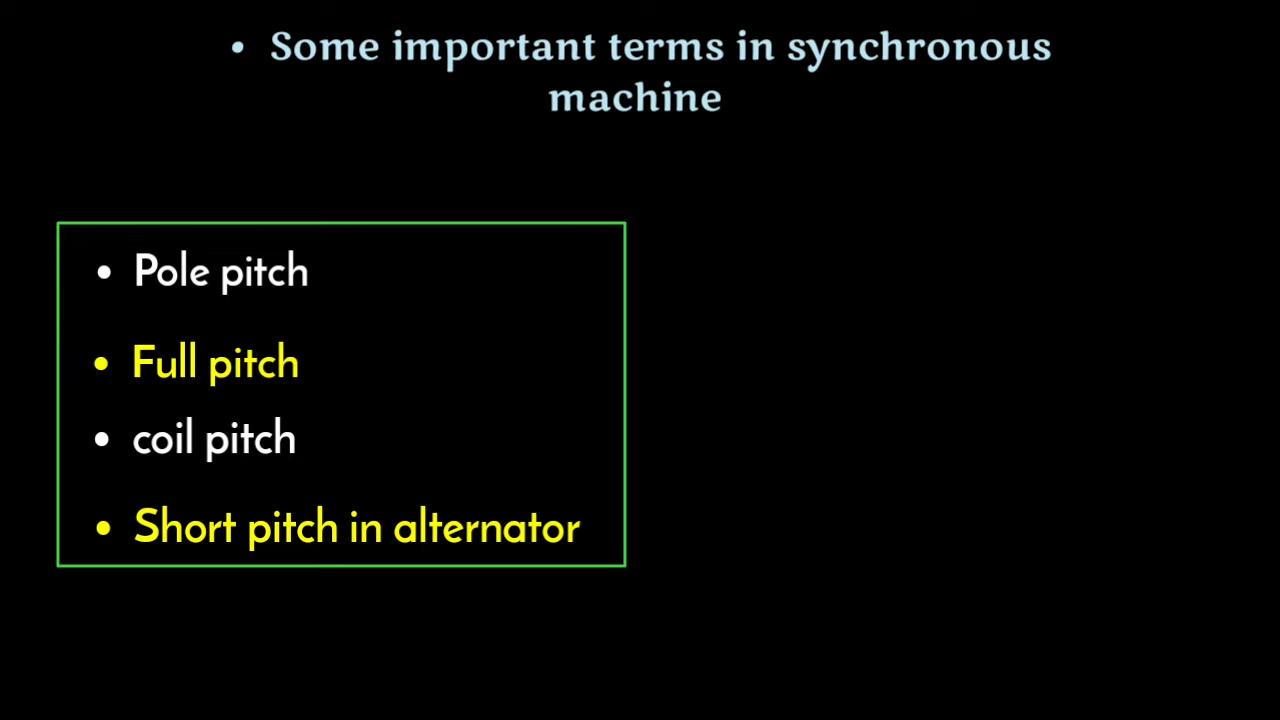 • Some important terms in synchronous
machine
• Pole pitch
• Full pitch
• coil pitch
• Short pitch in alternator